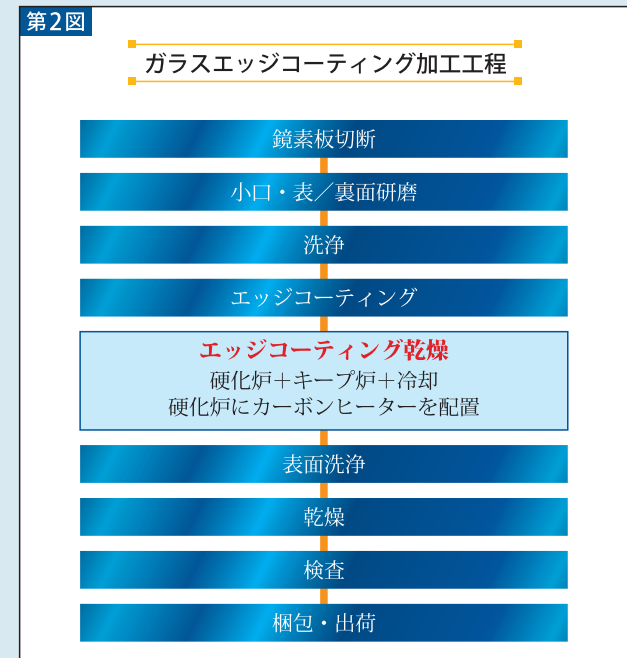 第2図
ガラスエッジコーティング加工工程
鏡素板切断
小口・表／裏面研磨
洗浄
エッジコーティング
エッジコーティング乾燥
硬化炉＋キープ炉＋冷却
硬化炉にカーボンヒーターを配置
表面洗浄
乾燥
検査
梱包・出荷